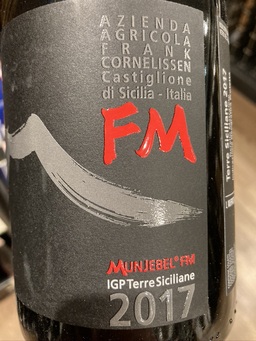 AZIENDA
AGRICOLA
FRANK
CORNELISSEN
Castiglione
di Sicilia - Italia
FM
MUNJEBEL® FM
IGP Terre Siciliane
2017
Terre Siciliane 2017